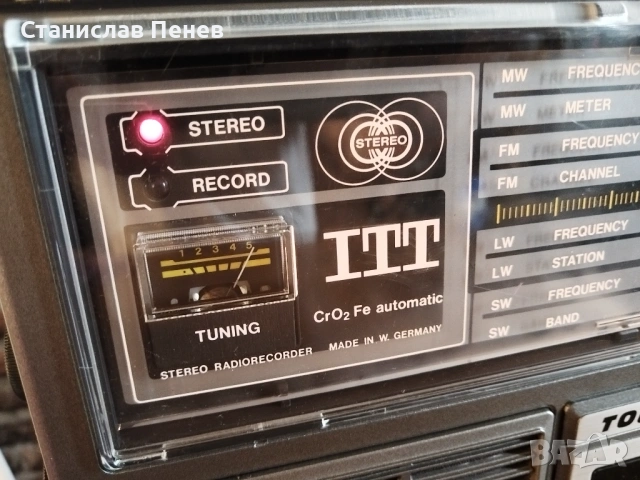 Станислав Пенев
STEREO
RECORD
STEREO
1 2 3 4 5
TUNING
ITT
CrO₂ Fe automatic
STEREO RADIORECORDER MADE IN W. GERMANY
MW FREQUENCY
MW METER
FM FREQUENCY
FM CHANNEL
LW FREQUENCY
LW STATION
SW FREQUENCY
SW BAND
BAZAR